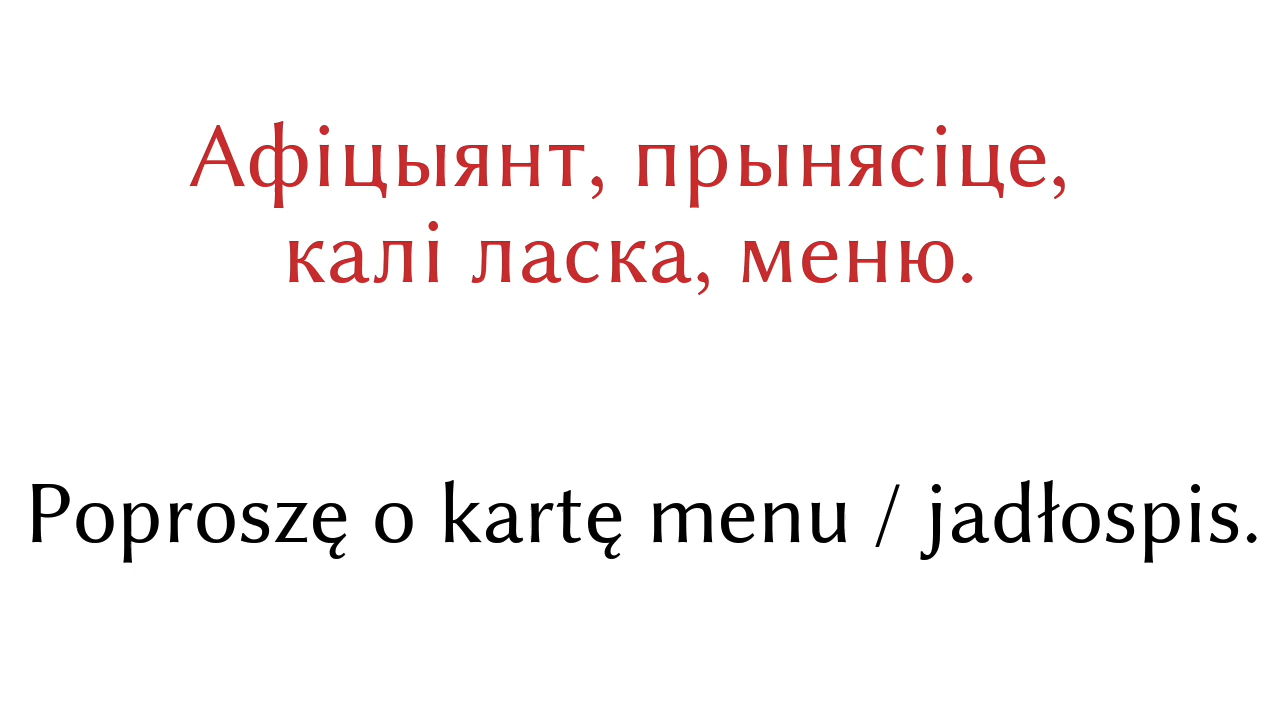 Афіцыянт, прынясіце,
калі ласка, меню.
Poproszę o kartę menu / jadłospis.